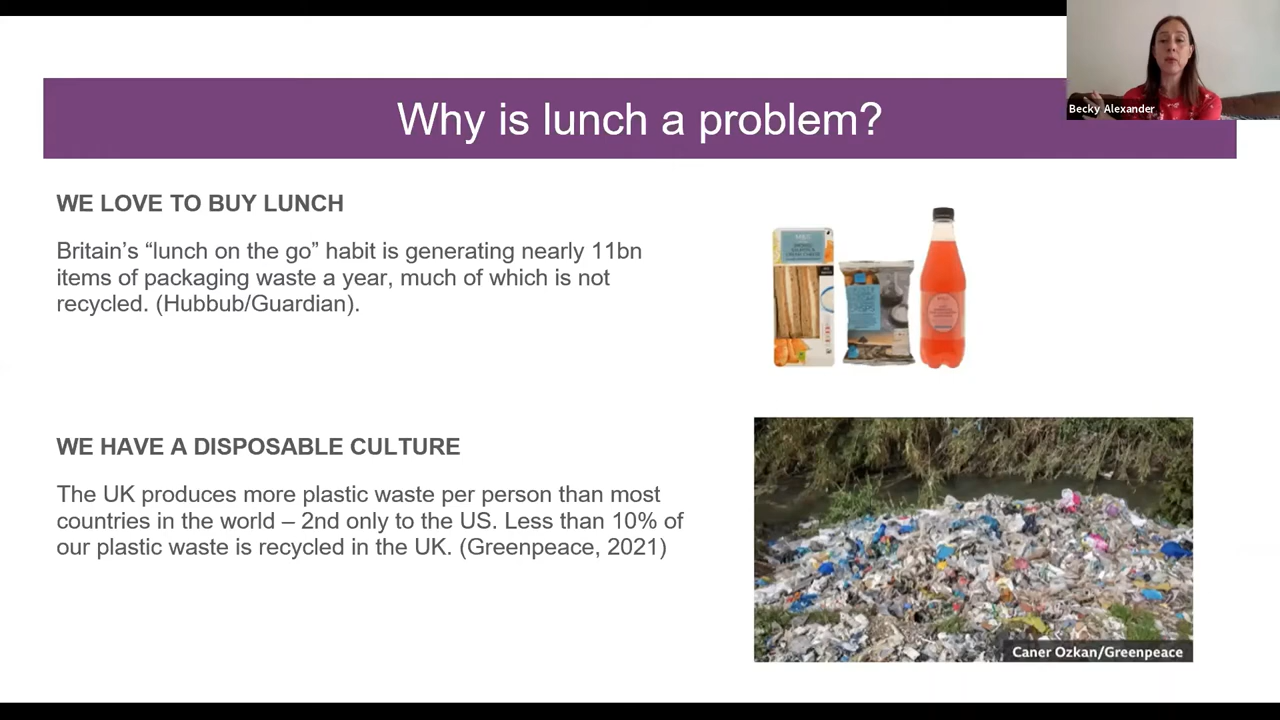 Becky Alexander
Why is lunch a problem?
WE LOVE TO BUY LUNCH
Britain’s “lunch on the go” habit is generating nearly 11bn
items of packaging waste a year, much of which is not
recycled. (Hubbub/Guardian).
WE HAVE A DISPOSABLE CULTURE
The UK produces more plastic waste per person than most
countries in the world – 2nd only to the US. Less than 10% of
our plastic waste is recycled in the UK. (Greenpeace, 2021)
Caner Ozkan/Greenpeace